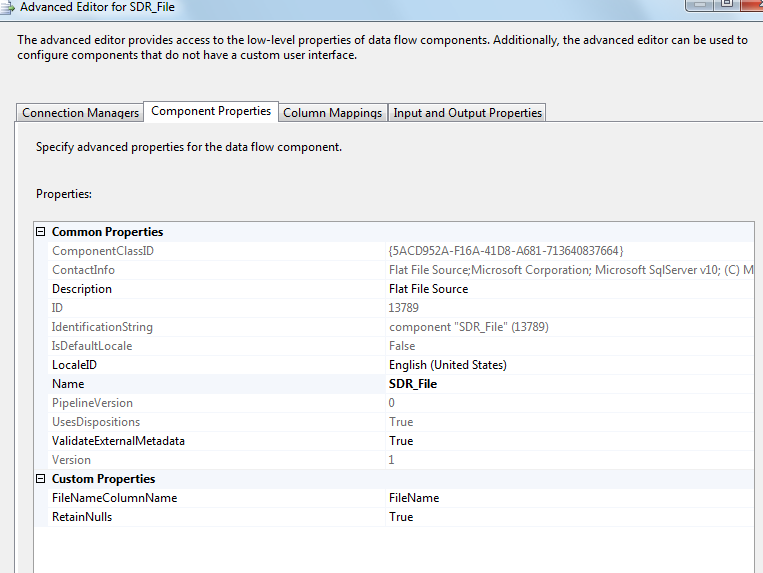 Advanced Editor for SDR_File
The advanced editor provides access to the low-level properties of data flow components. Additionally, the advanced editor can be used to
configure components that do not have a custom user interface.
Connection Managers Component Properties Column Mappings Input and Output Properties
Specify advanced properties for the data flow component.
Properties:
Common Properties
ComponentClassID {5ACD952A-F16A-41D8-A681-713640837664}
ContactInfo Flat File Source;Microsoft Corporation; Microsoft SqlServer v10; (C) M
Description Flat File Source
ID 13789
IdentificationString component "SDR_File" (13789)
IsDefaultLocale False
LocaleID English (United States)
Name SDR_File
PipelineVersion 0
UsesDispositions True
ValidateExternalMetadata True
Version 1
Custom Properties
FileNameColumnName FileName
RetainNulls True